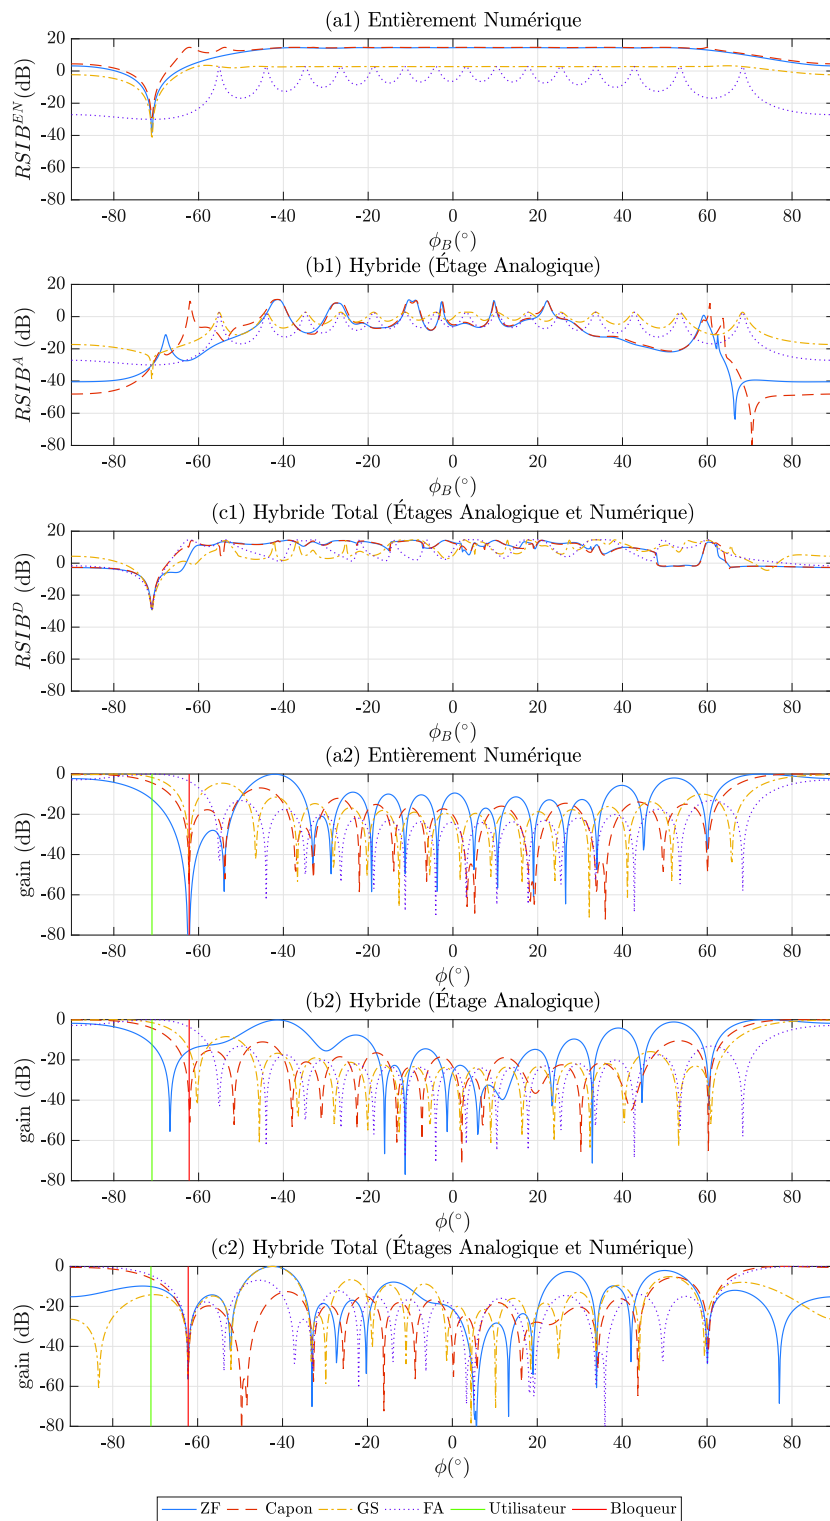 (a1) Entièrement Numérique
RSIB^{EN} (dB)
20
0
-20
-40
-60
-80
-80 -60 -40 -20 0 20 40 60 80
ϕ_B(°)
(b1) Hybride (Étage Analogique)
RSIB^A (dB)
20
0
-20
-40
-60
-80
-80 -60 -40 -20 0 20 40 60 80
ϕ_B(°)
(c1) Hybride Total (Étages Analogique et Numérique)
RSIB^D (dB)
20
0
-20
-40
-60
-80
-80 -60 -40 -20 0 20 40 60 80
ϕ_B(°)
(a2) Entièrement Numérique
gain (dB)
0
-20
-40
-60
-80
-80 -60 -40 -20 0 20 40 60 80
ϕ(°)
(b2) Hybride (Étage Analogique)
gain (dB)
0
-20
-40
-60
-80
-80 -60 -40 -20 0 20 40 60 80
ϕ(°)
(c2) Hybride Total (Étages Analogique et Numérique)
gain (dB)
0
-20
-40
-60
-80
-80 -60 -40 -20 0 20 40 60 80
ϕ(°)
ZF Capon GS FA Utilisateur Bloqueur